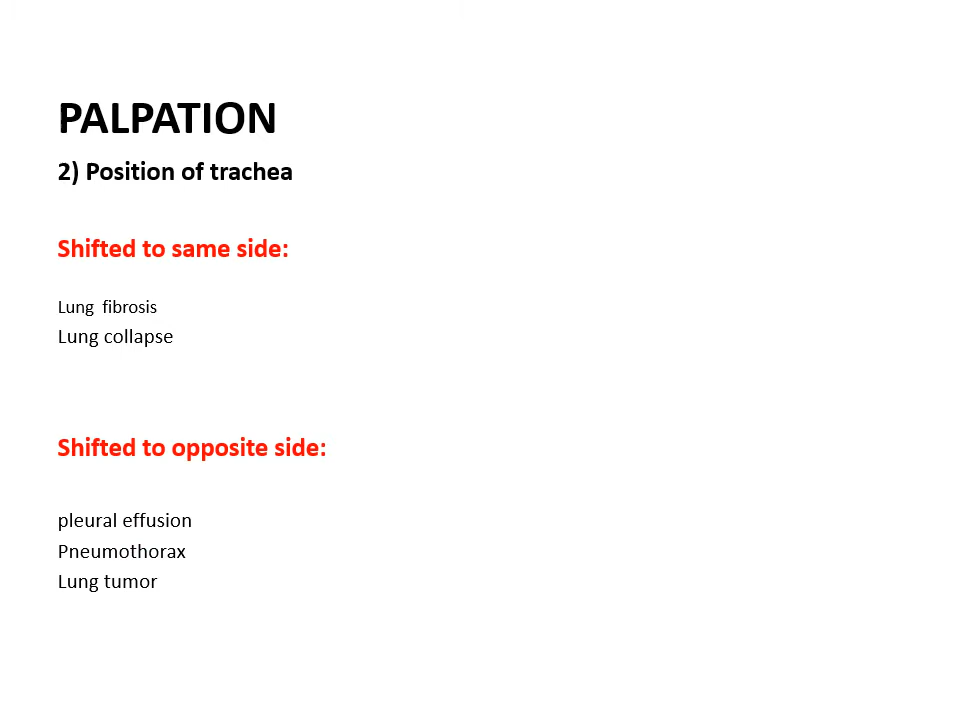 PALPATION
2) Position of trachea
Shifted to same side:
Lung fibrosis
Lung collapse
Shifted to opposite side:
pleural effusion
Pneumothorax
Lung tumor